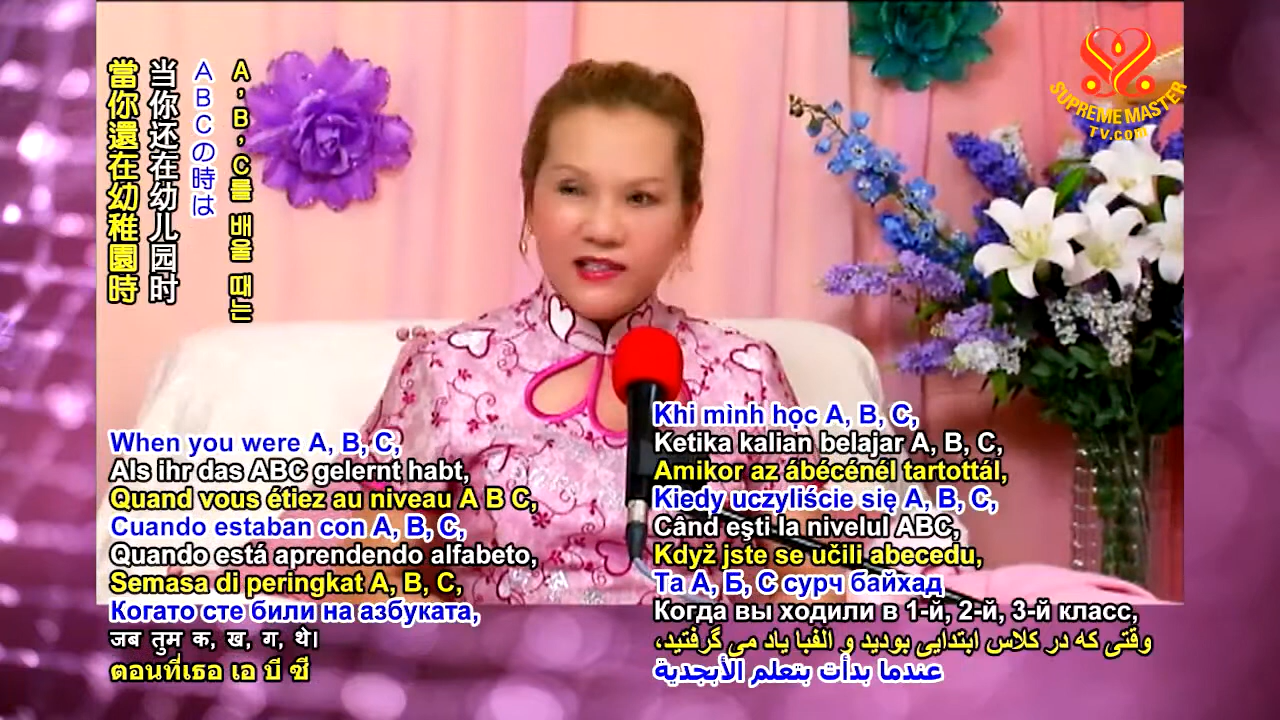 當你還在幼稚園時
当你还在幼儿园时
ABCの時は
A, B, C를 배울 때는
SUPREME MASTER
TV.com
When you were A, B, C,
Als ihr das ABC gelernt habt,
Quand vous étiez au niveau A B C,
Cuando estaban con A, B, C,
Quando está aprendendo alfabeto,
Semasa di peringkat A, B, C,
Когато сте били на азбуката,
जब तुम क, ख, ग, थे।
ตอนที่เธอ เอ บี ซี
Khi mình học A, B, C,
Ketika kalian belajar A, B, C,
Amikor az ábécénél tartottál,
Kiedy uczyliście się A, B, C,
Când eşti la nivelul ABC,
Když jste se učili abecedu,
Та А, Б, С сурч байхад
Когда вы ходили в 1-й, 2-й, 3-й класс,
وقتی که در کلاس ابتدایی بودید و الفبا یاد می گرفتید،
عندما بدأت بتعلم الأبجدية